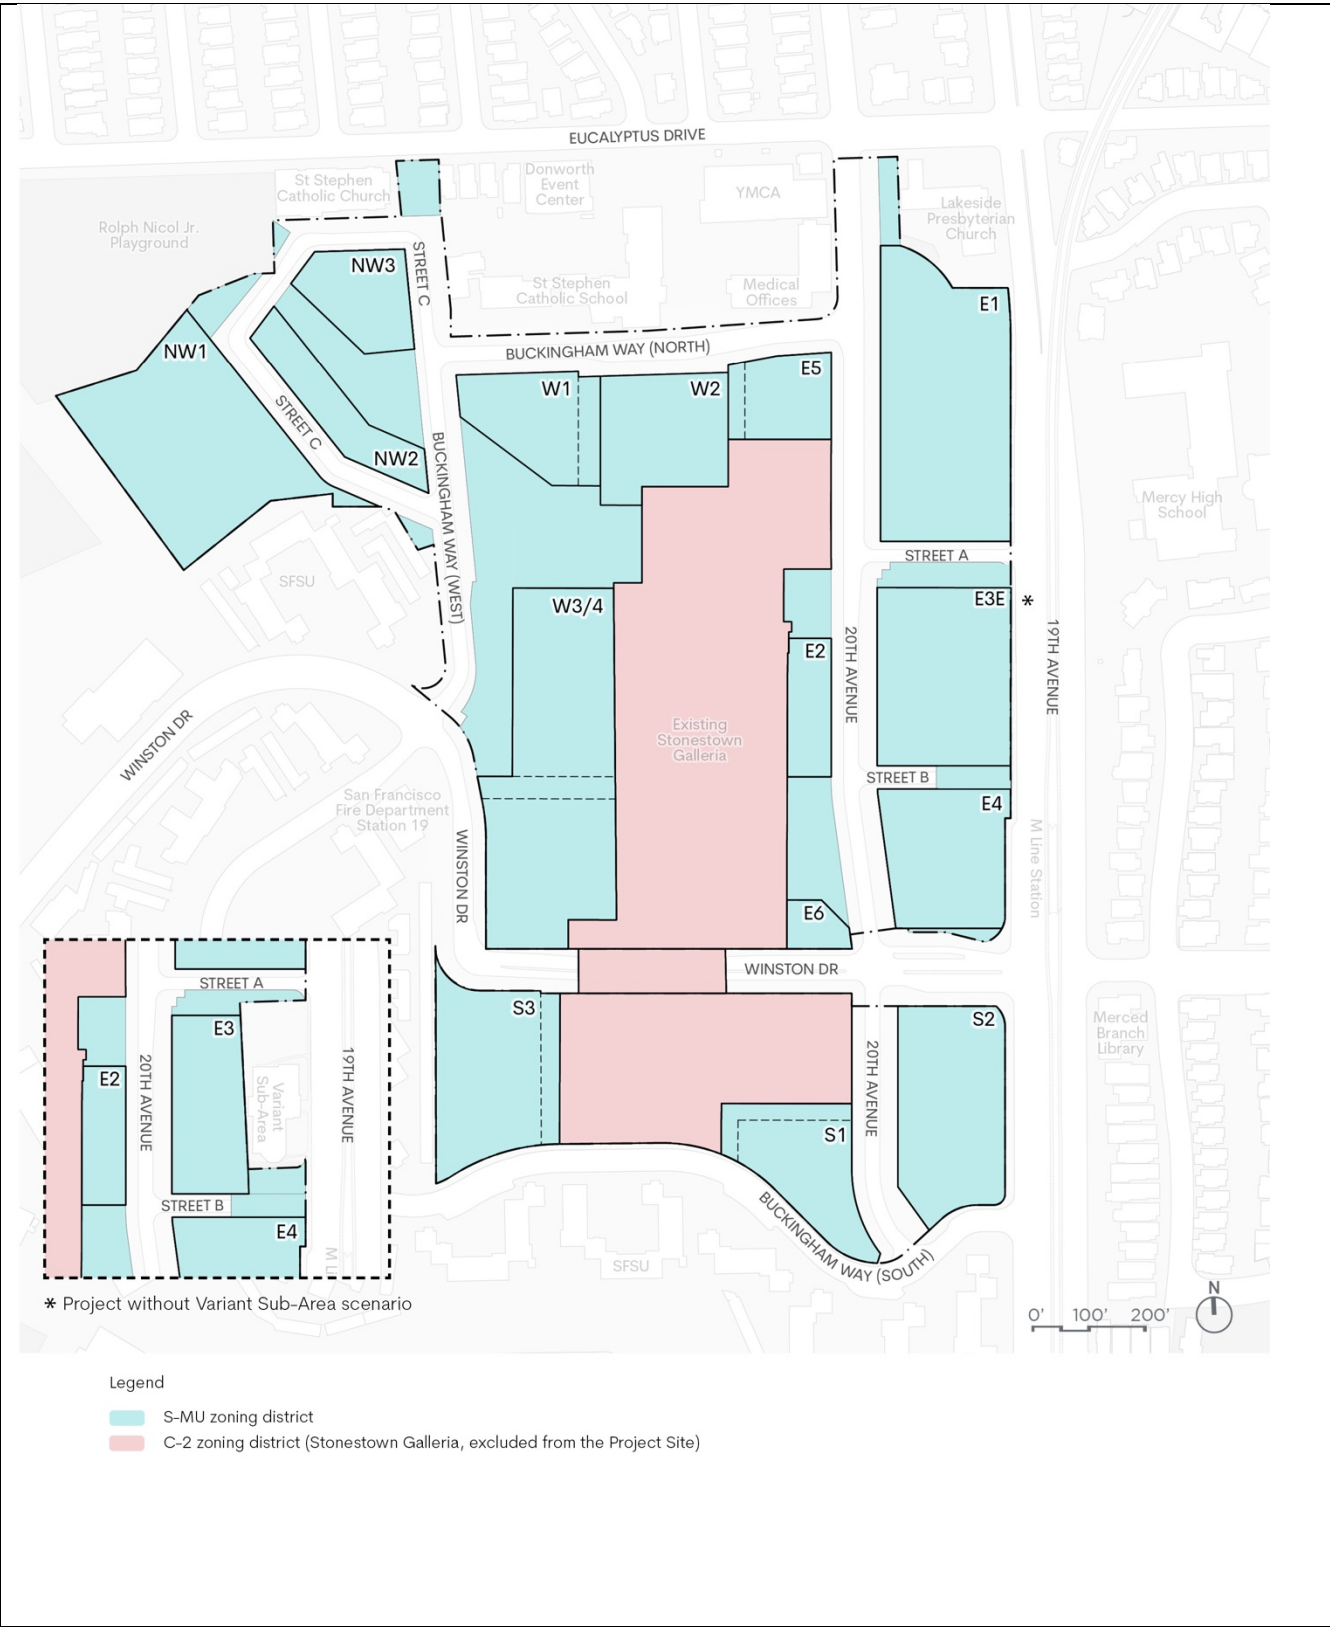 EUCALYPTUS DRIVE
St Stephen
Catholic Church
Donworth
Event
Center
YMCA
Lakeside
Presbyterian
Church
Rolph Nicol Jr.
Playground
NW3
STREET C
St Stephen
Catholic School
Medical
Offices
E1
NW1
BUCKINGHAM WAY (NORTH)
W1
W2
E5
STREET C
NW2
BUCKINGHAM WAY (WEST)
Mercy High
School
STREET A
SFSU
W3/4
E3E
*
E2
20TH AVENUE
19TH AVENUE
Existing
Stonestown
Galleria
WINSTON DR
STREET B
San Francisco
Fire Department
Station 19
E4
WINSTON DR
M Line Station
E6
WINSTON DR
S3
S2
20TH AVENUE
Merced
Branch
Library
S1
BUCKINGHAM WAY (SOUTH)
SFSU
STREET A
E3
E2
20TH AVENUE
Variant
Sub-Area
19TH AVENUE
STREET B
E4
M Li
* Project without Variant Sub-Area scenario
N
0' 100' 200'
Legend
S-MU zoning district
C-2 zoning district (Stonestown Galleria, excluded from the Project Site)